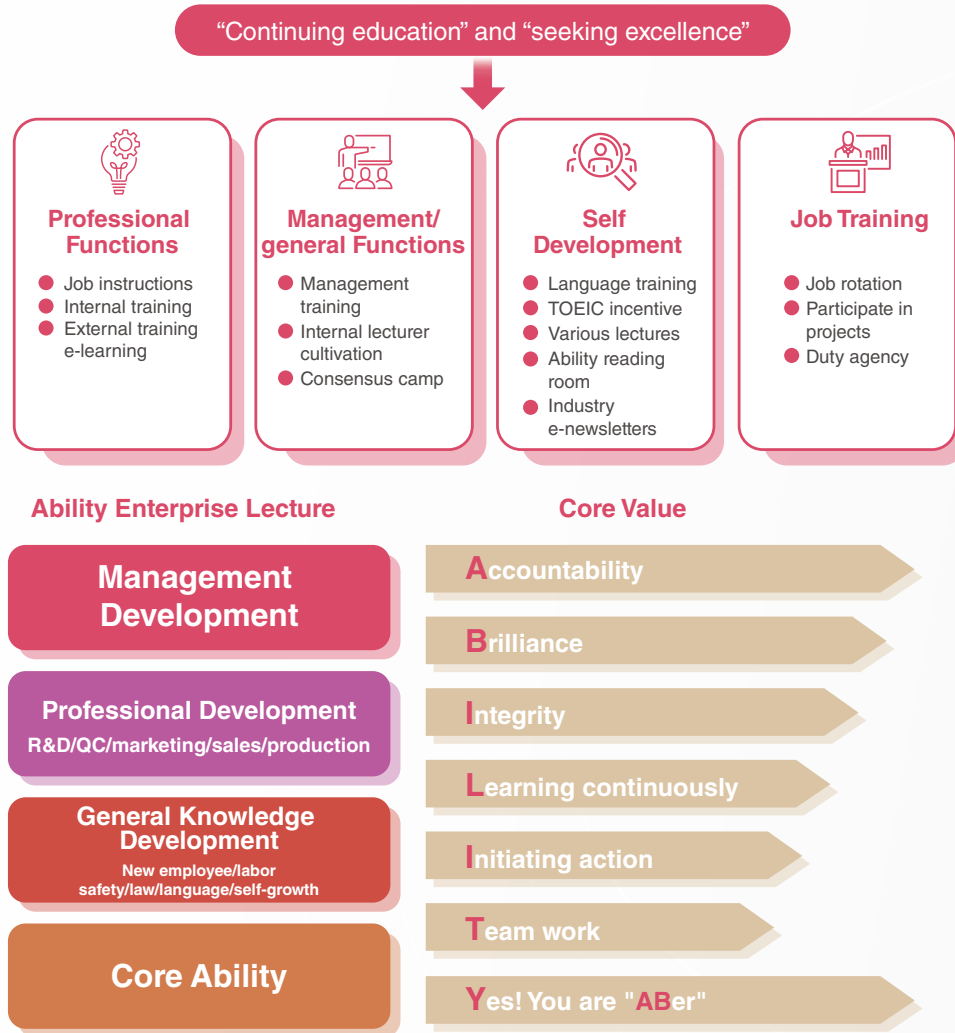 “Continuing education” and “seeking excellence”
Professional
Functions
Job instructions
Internal training
External training
e-learning
Management/
general Functions
Management
training
Internal lecturer
cultivation
Consensus camp
Self
Development
Language training
TOEIC incentive
Various lectures
Ability reading
room
Industry
e-newsletters
Job Training
Job rotation
Participate in
projects
Duty agency
Ability Enterprise Lecture
Management
Development
Professional Development
R&D/QC/marketing/sales/production
General Knowledge
Development
New employee/labor
safety/law/language/self-growth
Core Ability
Core Value
Accountability
Brilliance
Integrity
Learning continuously
Initiating action
Team work
Yes! You are "ABer"